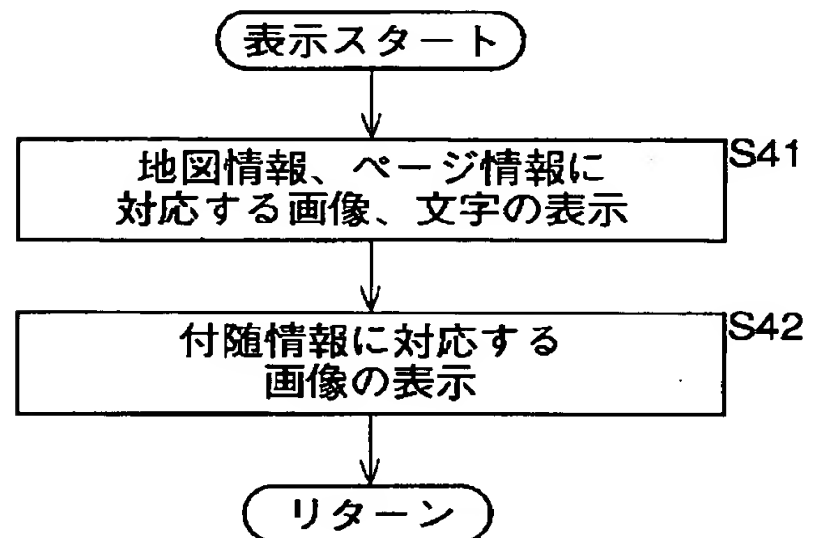 表示スタート
地図情報、ページ情報に
対応する画像、文字の表示
S41
付随情報に対応する
画像の表示
S42
リターン